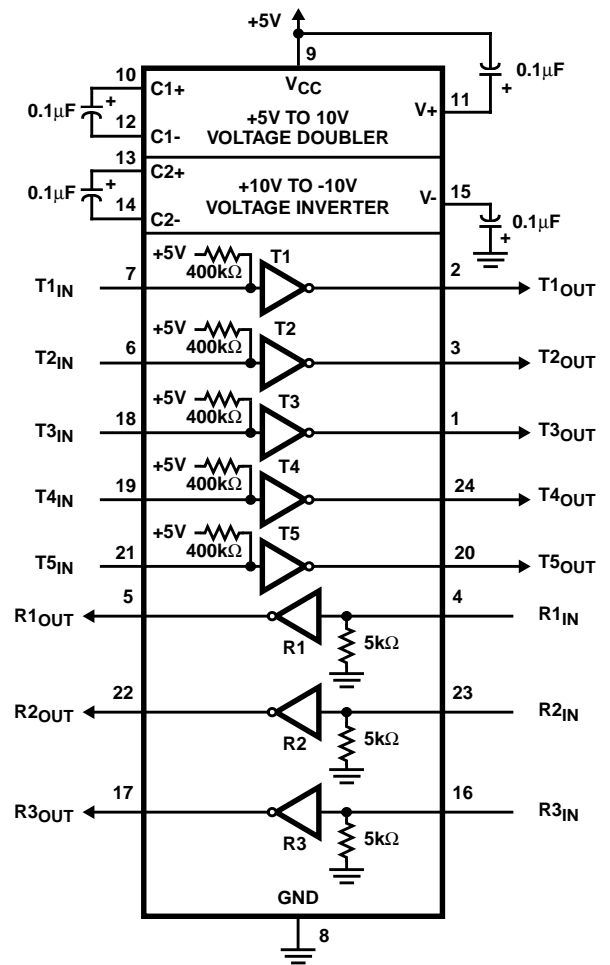 +5V
9
10
C1+
VCC
0.1µF
+
0.1µF
+
11
V+
12
C1-
+5V TO 10V
VOLTAGE DOUBLER
13
C2+
0.1µF
+
14
C2-
+10V TO -10V
VOLTAGE INVERTER
V-
15
0.1µF
+
+5V
400kΩ
T1
T1IN
7
2
T1OUT
+5V
400kΩ
T2
T2IN
6
3
T2OUT
+5V
400kΩ
T3
T3IN
18
1
T3OUT
+5V
400kΩ
T4
T4IN
19
24
T4OUT
+5V
400kΩ
T5
T5IN
21
20
T5OUT
R1OUT
5
4
R1IN
R1
5kΩ
R2OUT
22
23
R2IN
R2
5kΩ
R3OUT
17
16
R3IN
R3
5kΩ
GND
8